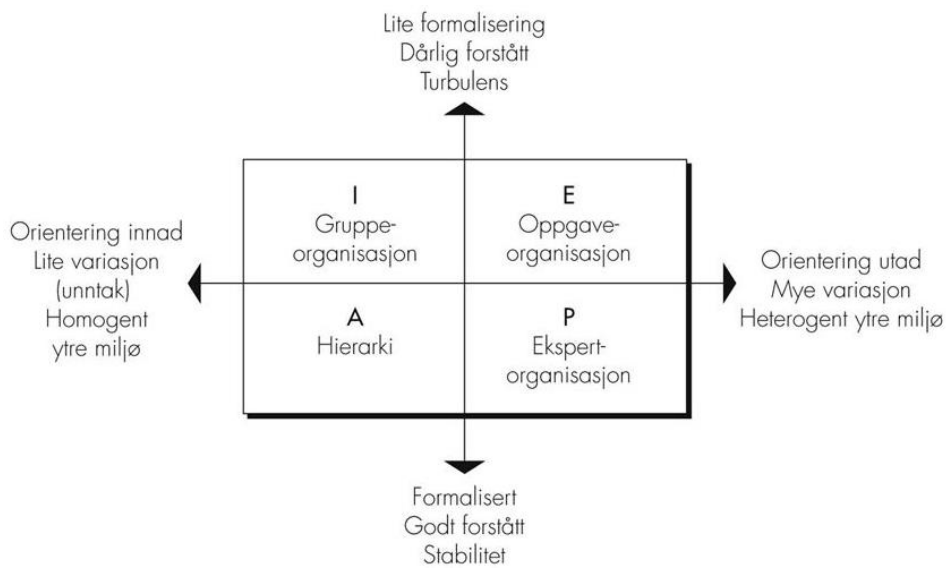 Lite formalisering
Dårlig forstått
Turbulens
I
Gruppe-
organisasjon
E
Oppgave-
organisasjon
Orientering innad
Lite variasjon
(unntak)
Homogent
ytre miljø
Orientering utad
Mye variasjon
Heterogent ytre miljø
A
Hierarki
P
Ekspert-
organisasjon
Formalisert
Godt forstått
Stabilitet